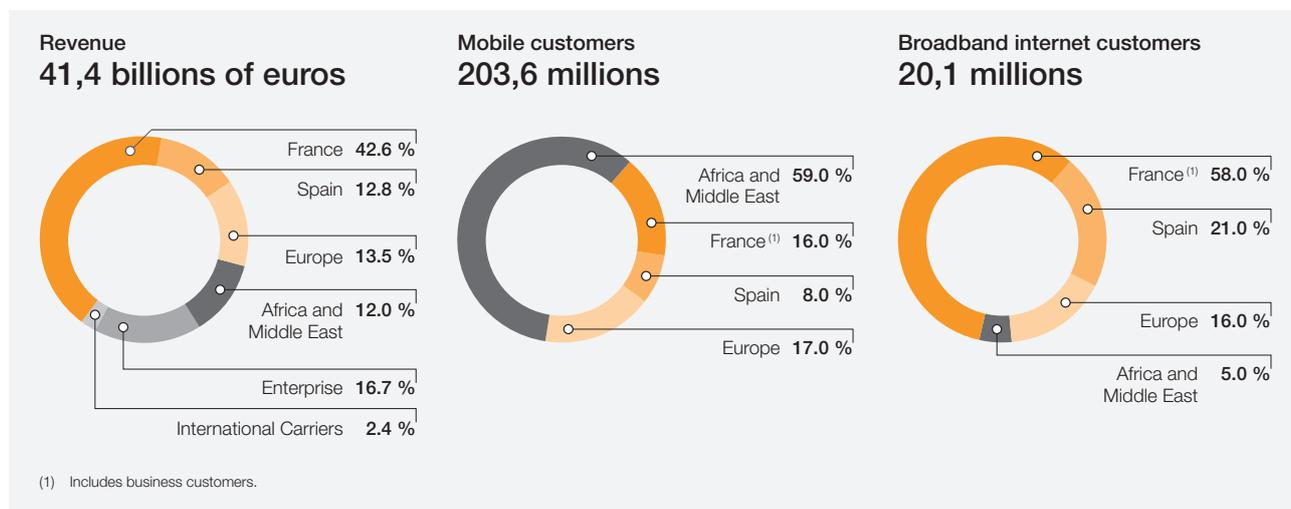 Revenue
41,4 billions of euros
France 42.6 %
Spain 12.8 %
Europe 13.5 %
Africa and 12.0 %
Middle East
Enterprise 16.7 %
International Carriers 2.4 %
Mobile customers
203,6 millions
Africa and 59.0 %
Middle East
France (1) 16.0 %
Spain 8.0 %
Europe 17.0 %
Broadband internet customers
20,1 millions
France (1) 58.0 %
Spain 21.0 %
Europe 16.0 %
Africa and 5.0 %
Middle East
(1) Includes business customers.